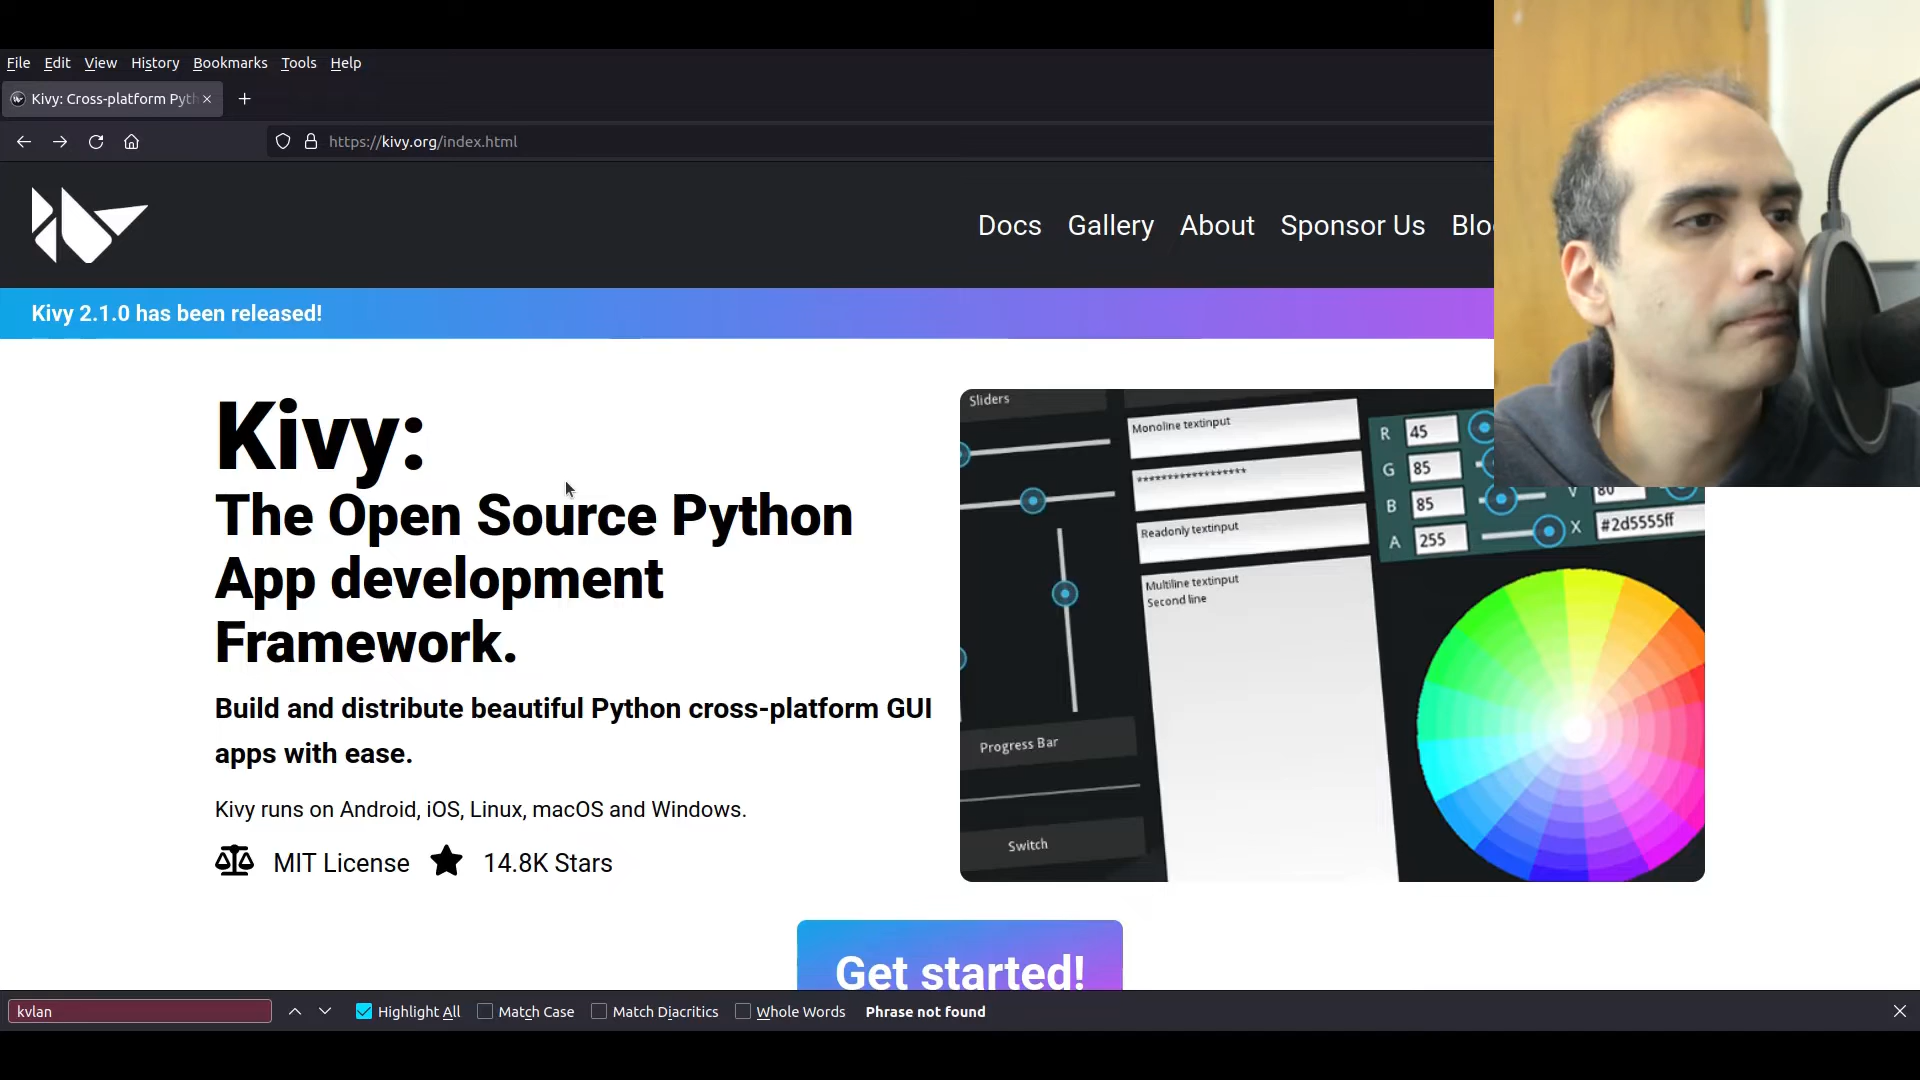 File Edit View History Bookmarks Tools Help
Kivy: Cross-platform Pyth
https://kivy.org/index.html
Docs Gallery About Sponsor Us Blo
Kivy 2.1.0 has been released!
Kivy:
The Open Source Python
App development
Framework.
Build and distribute beautiful Python cross-platform GUI
apps with ease.
Kivy runs on Android, iOS, Linux, macOS and Windows.
MIT License 14.8K Stars
Sliders
Progress Bar
Switch
Monoline textinput
******************
Readonly textinput
Multiline textinput
Second line
R 45
G 85
B 85
A 255
V 80
X #2d5555ff
Get started!
kvlan Highlight All Match Case Match Diacritics Whole Words Phrase not found